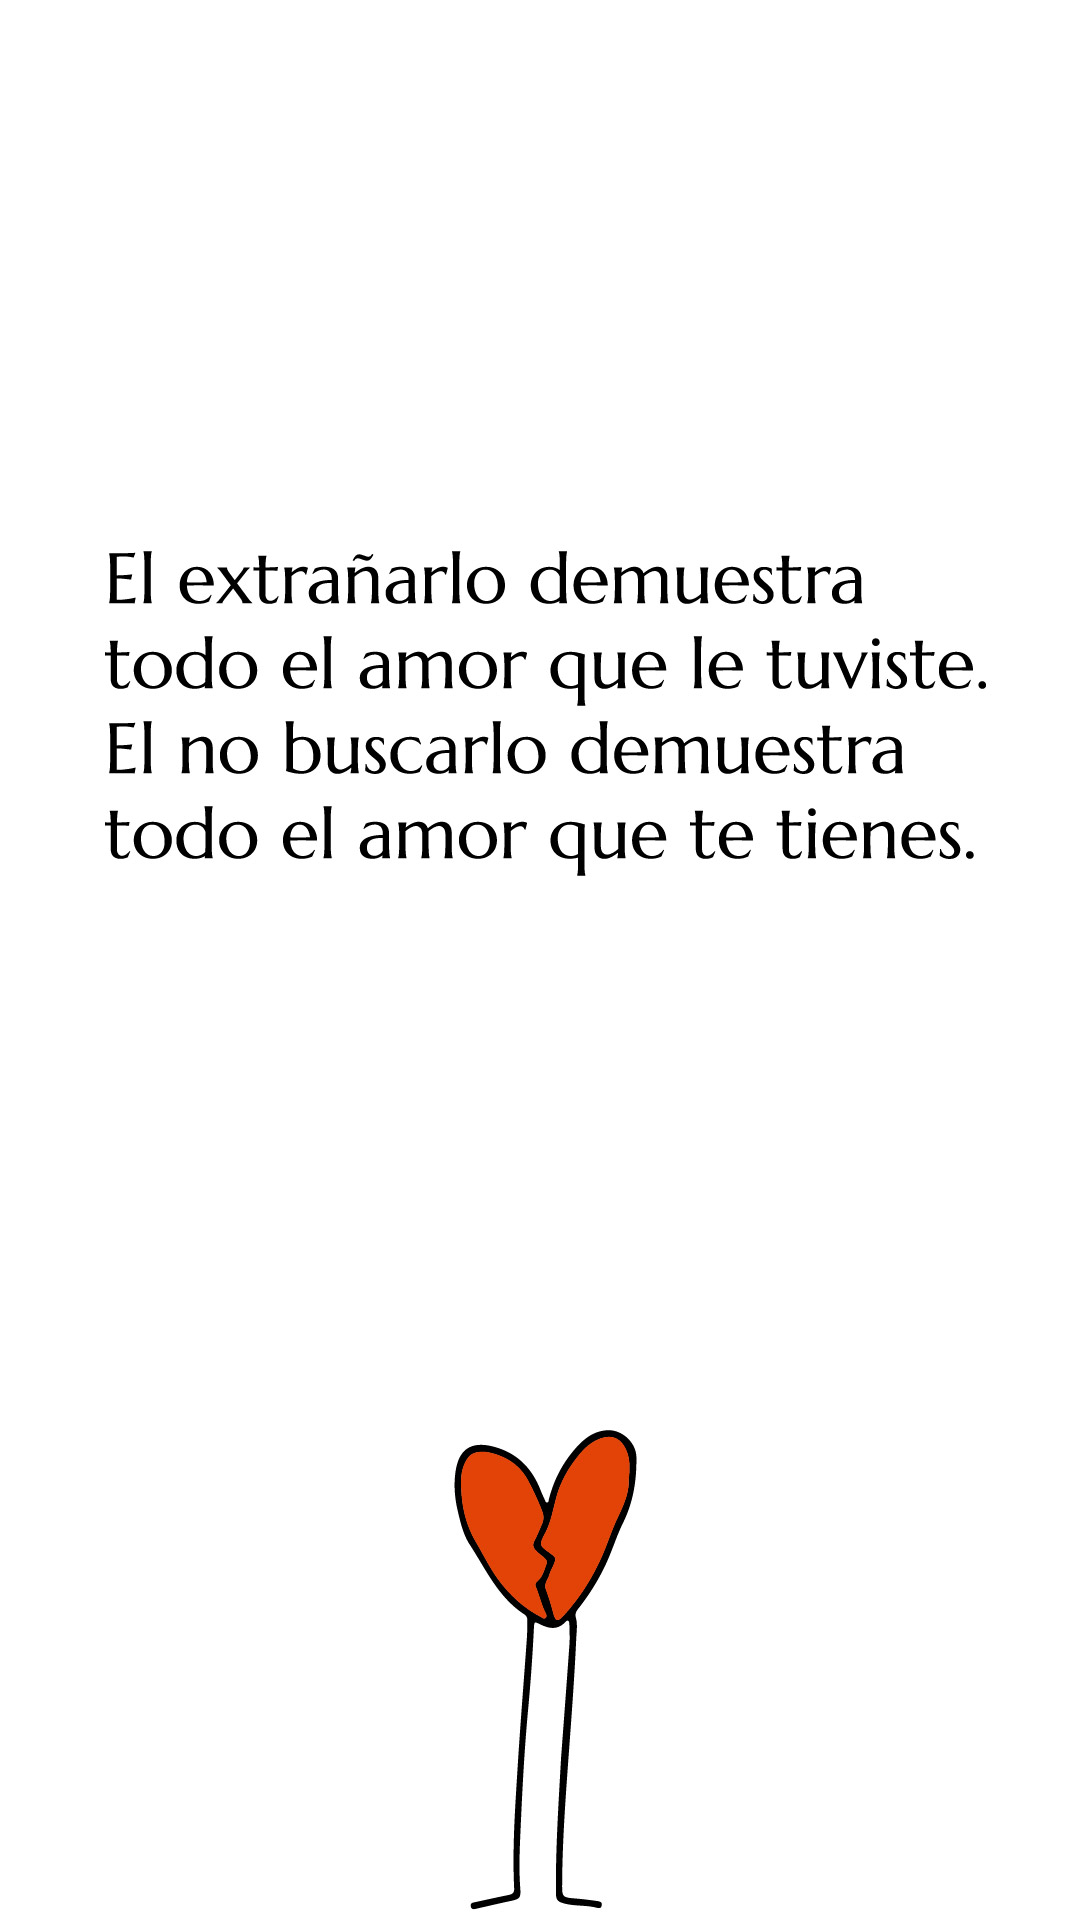 El extrañarlo demuestra
todo el amor que le tuviste.
El no buscarlo demuestra
todo el amor que te tienes.